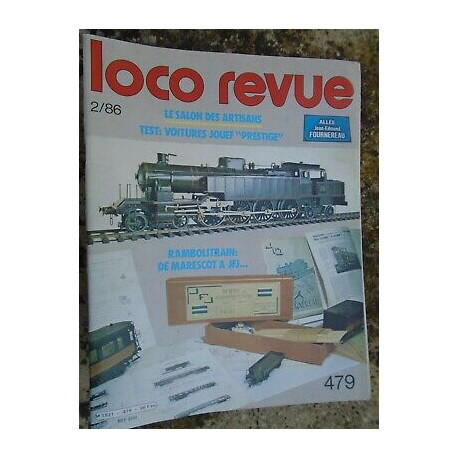 loco revue
2/86
LE SALON DES ARTISANS
TEST: VOITURES JOUEF "PRESTIGE"
ALLÉE
Jean-Edmond
FOURNEREAU
RAMBOLITRAIN:
DE MARESCOT A JFJ...
479